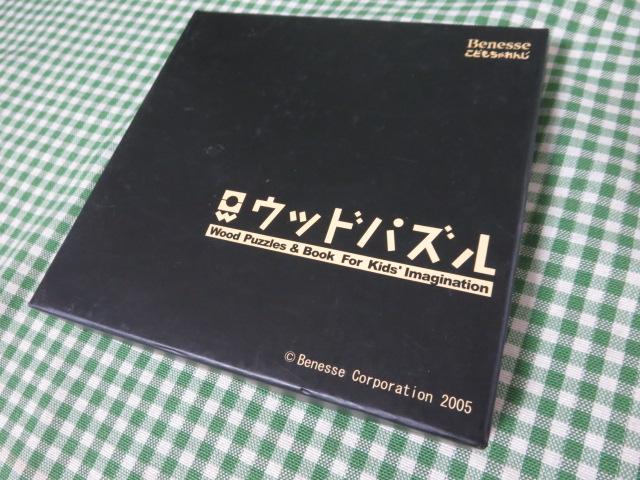 Benesse
こどもちゃれんじ
ウッドパズル
Wood Puzzles & Book For Kids' Imagination
© Benesse Corporation 2005